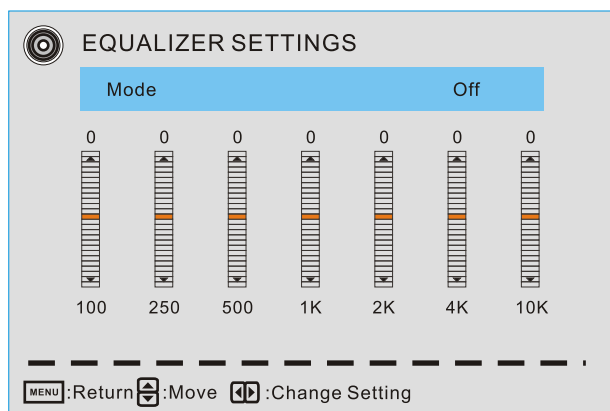 EQUALIZER SETTINGS
Mode Off
0 0 0 0 0 0 0
100 250 500 1K 2K 4K 10K
MENU :Return :Move :Change Setting